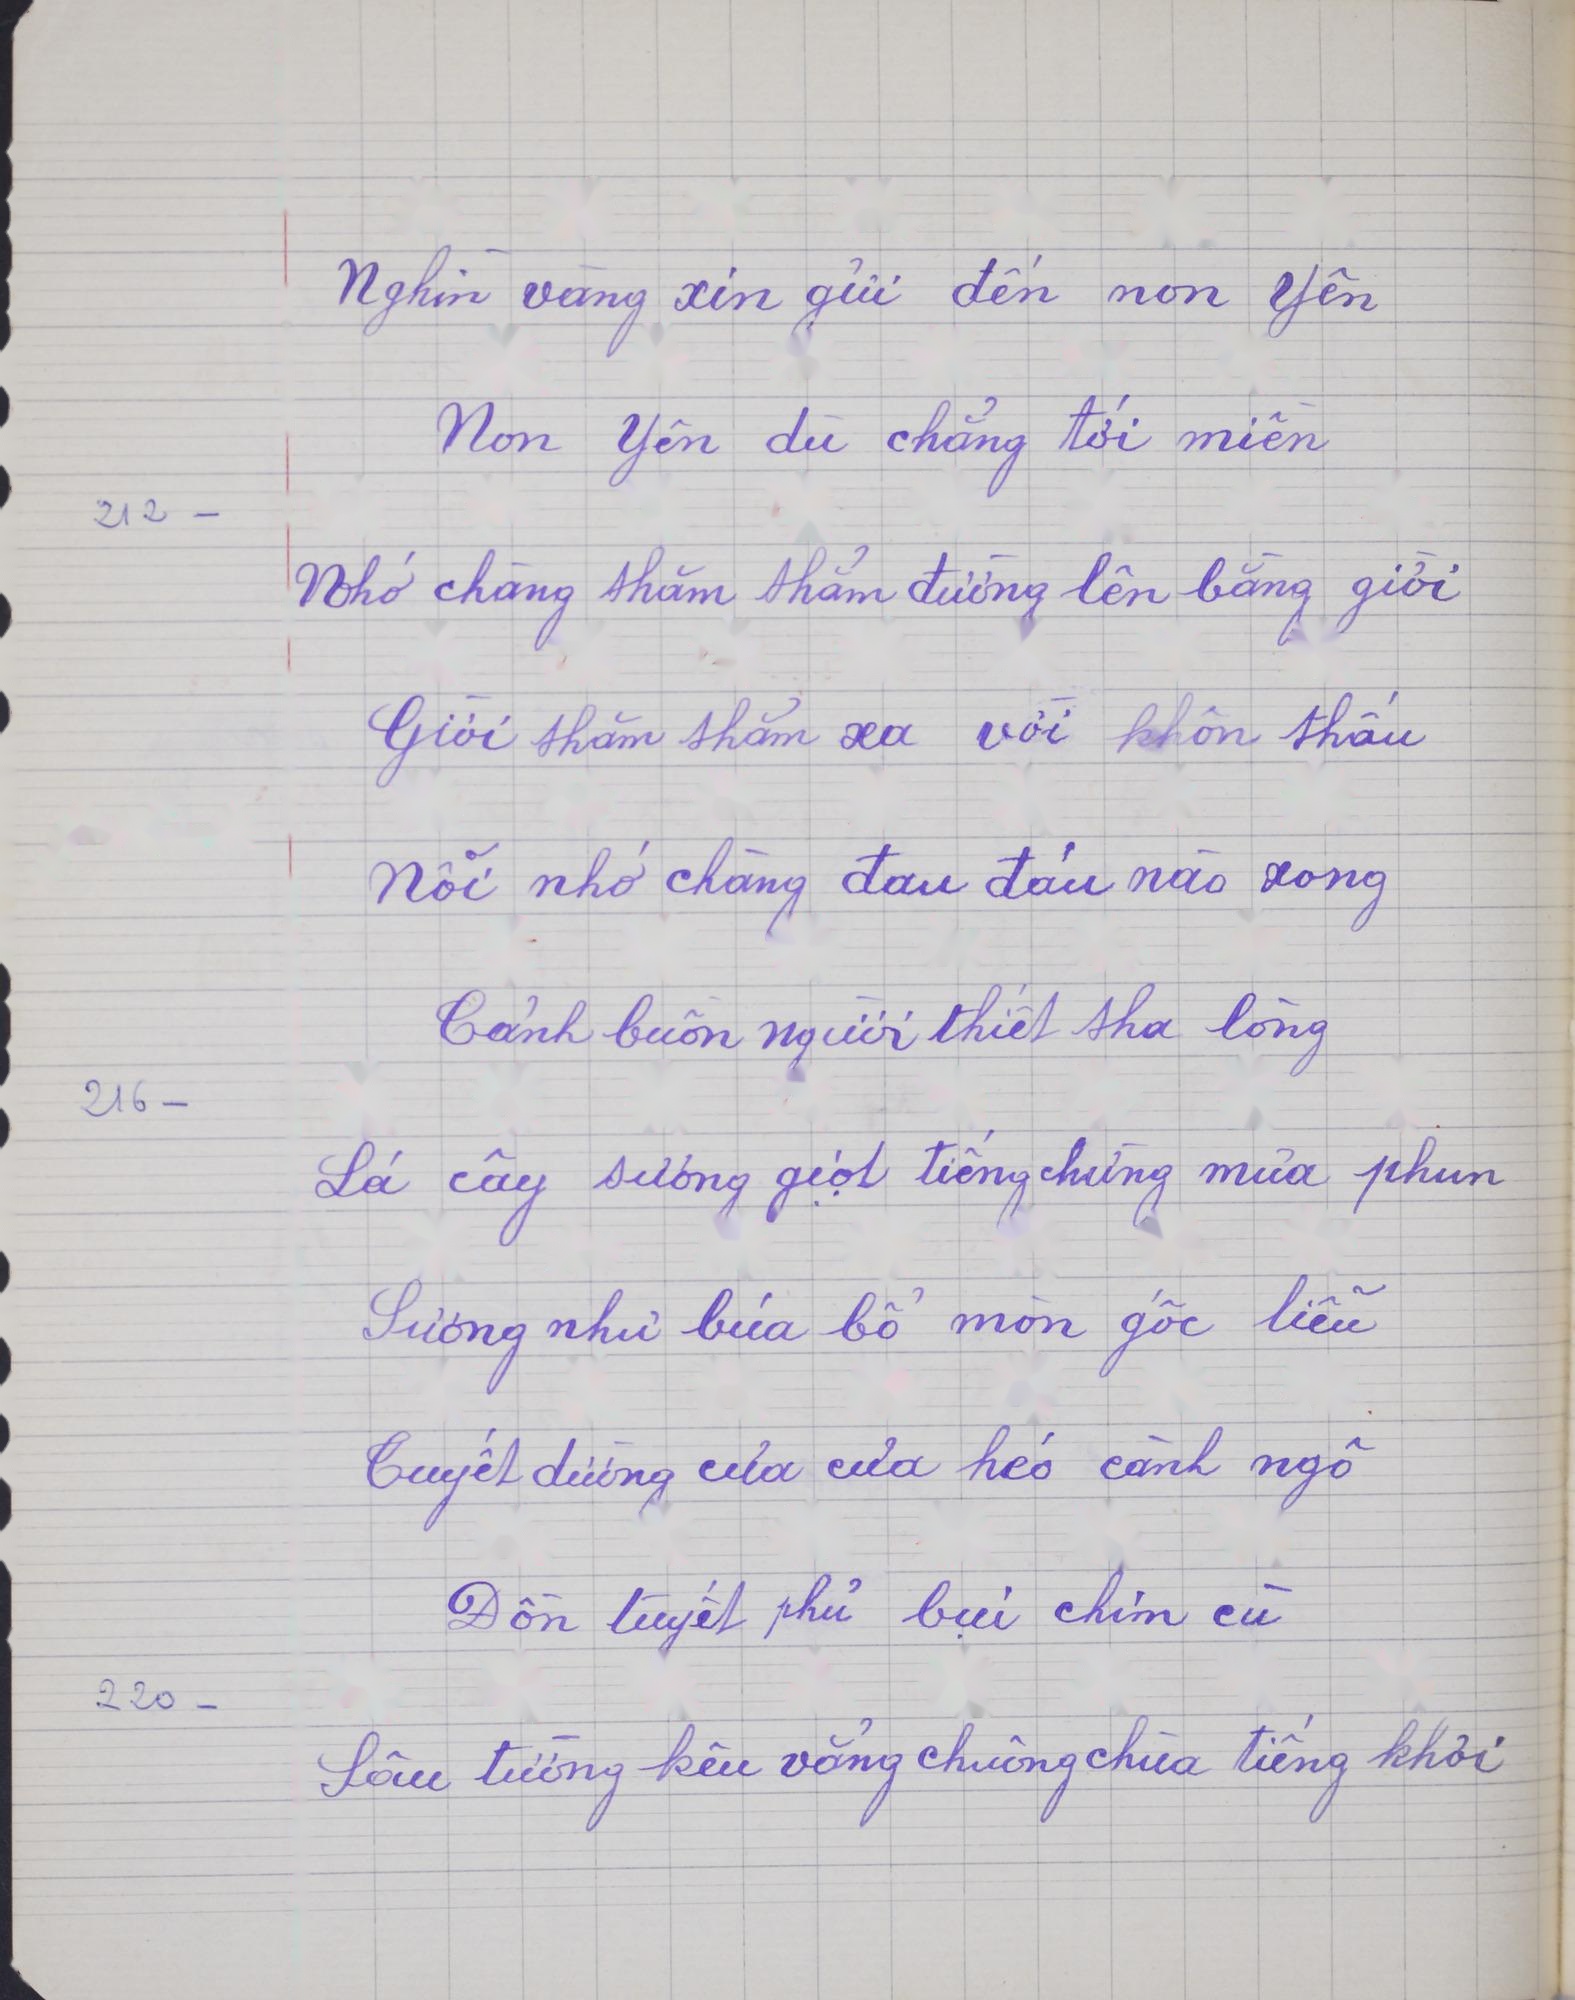 Nghìn vàng xin gửi đến non Yên
Non Yên dù chẳng tới miền
212 -
Nhớ chàng thăm thẳm đường lên bằng giời
Giời thăm thẳm xa vời khôn thấu
Nỗi nhớ chàng đau đáu nào xong
Cảnh buồn người thiết tha lòng
216 -
Lá cây sương giọt tiếng chừng mưa phun
Sương như búa bổ mòn gốc liễu
Tuyết dường cưa cưa héo cành ngô
Dồn tuyết phủ bụi chim cù
220 -
Sâu tường kêu vẳng chuông chùa tiếng khơi